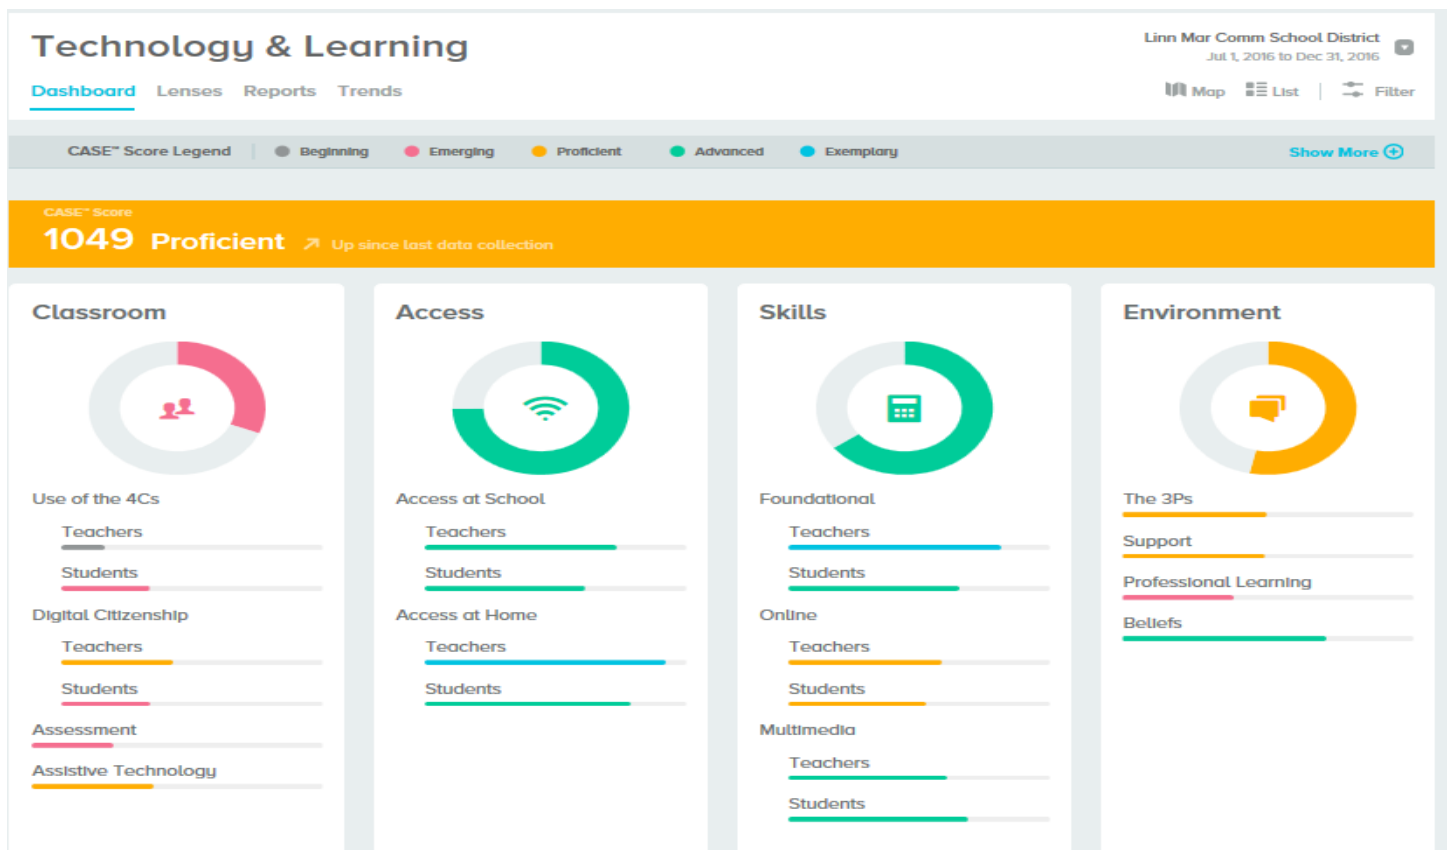 Technology & Learning
Linn Mar Comm School District
Jul 1, 2016 to Dec 31, 2016
Dashboard Lenses Reports Trends
Map List | Filter
CASE™ Score Legend Beginning Emerging Proficient Advanced Exemplary Show More
CASE™ Score
1049 Proficient Up since last data collection
Classroom
Use of the 4Cs
Teachers
Students
Digital Citizenship
Teachers
Students
Assessment
Assistive Technology
Access
Access at School
Teachers
Students
Access at Home
Teachers
Students
Skills
Foundational
Teachers
Students
Online
Teachers
Students
Multimedia
Teachers
Students
Environment
The 3Ps
Support
Professional Learning
Beliefs